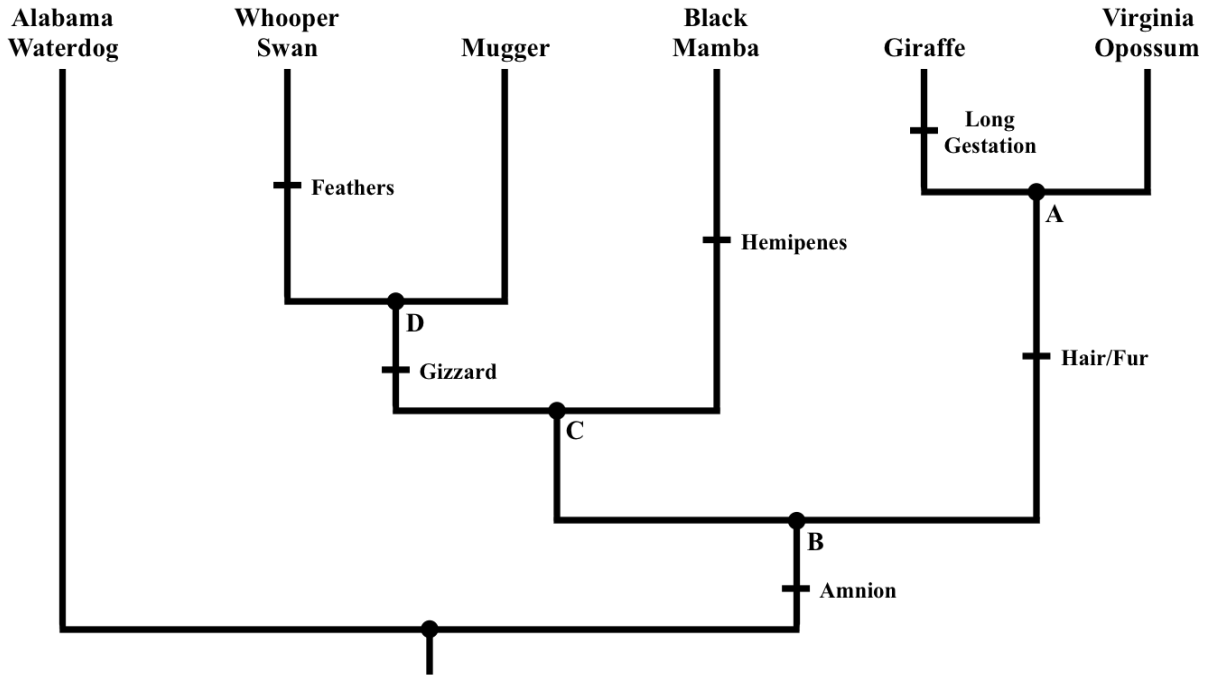 Alabama
Waterdog
Whooper
Swan
Mugger
Black
Mamba
Giraffe
Virginia
Opossum
Long
Gestation
Feathers
A
Hemipenes
D
Hair/Fur
Gizzard
C
B
Amnion